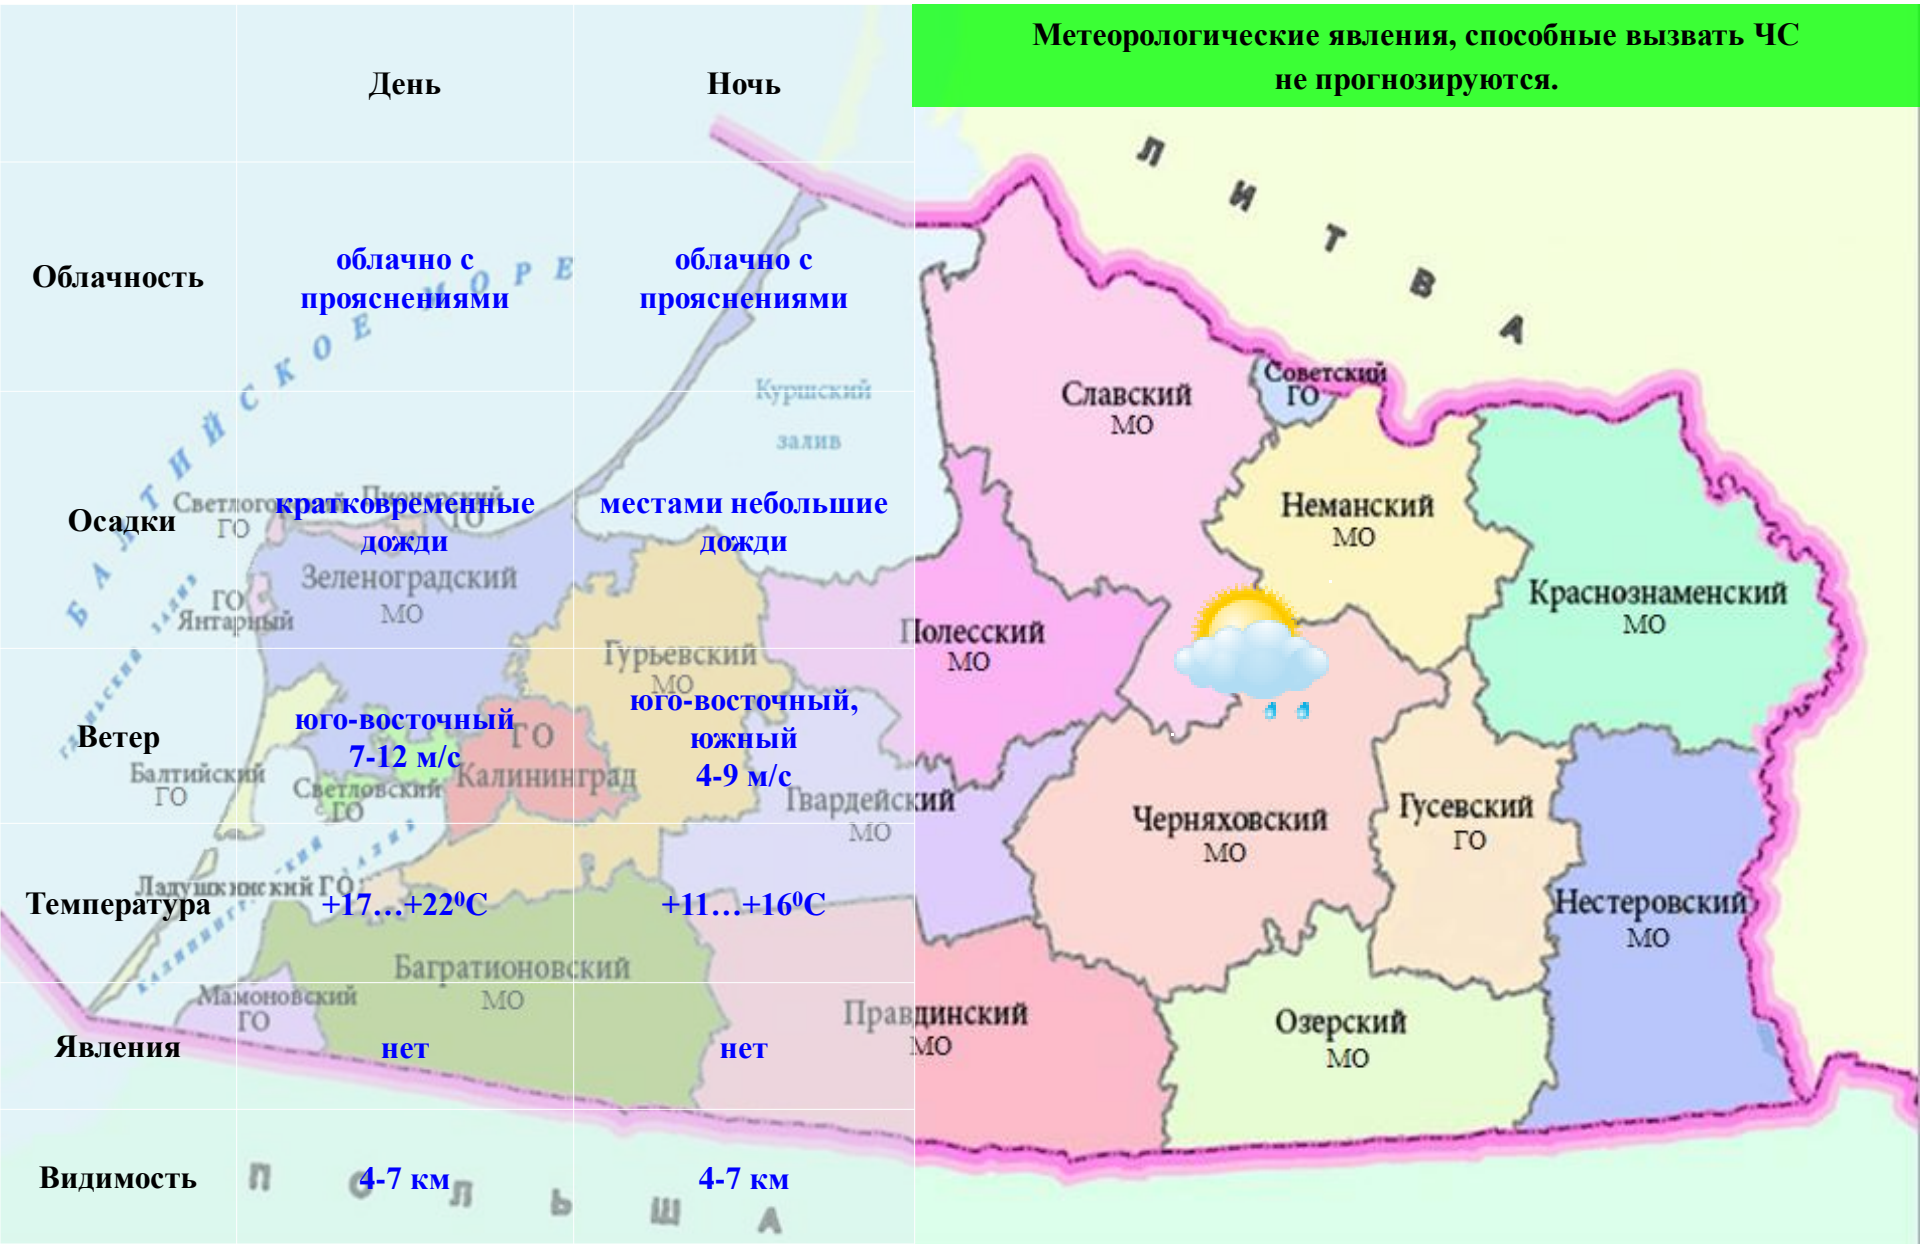 Метеорологические явления, способные вызвать ЧС
не прогнозируются.
День
Ночь
Облачность
облачно с
прояснениями
облачно с
прояснениями
Осадки
кратковременные
дожди
местами небольшие
дожди
Ветер
юго-восточный
7-12 м/с
юго-восточный,
южный
4-9 м/с
Температура
+17…+22⁰С
+11…+16⁰С
Явления
нет
нет
Видимость
4-7 км
4-7 км
БАЛТИЙСКОЕ МОРЕ
ЛИТВА
ПОЛЬША
Куршский
залив
Пионерский
ГО
ГО
Зеленоградский
МО
ГО
Янтарный
Гурьевский
МО
ГО
Калининград
Балтийский
ГО
Светловский
ГО
Ладушкинский ГО
Мамоновский
ГО
Багратионовский
МО
Гвардейский
МО
Правдинский
МО
Полесский
МО
Славский
МО
Советский
ГО
Неманский
МО
Краснознаменский
МО
Черняховский
МО
Гусевский
ГО
Нестеровский
МО
Озерский
МО